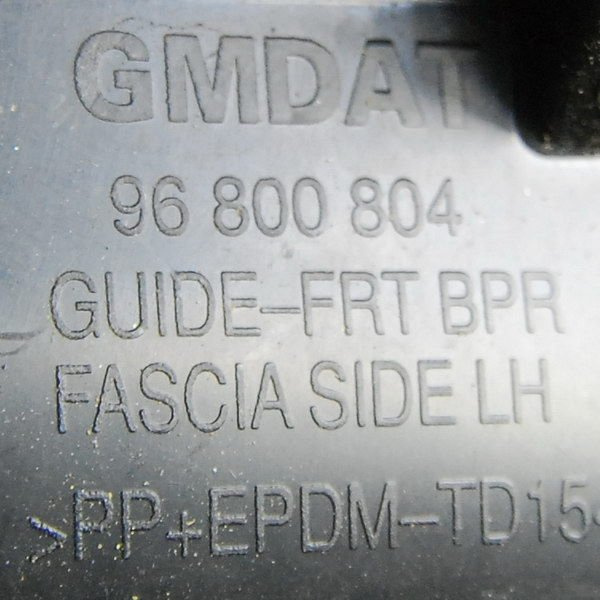 GMDAT
96 800 804
GUIDE-FRT BPR
FASCIA SIDE LH
>PP+EPDM-TD15<